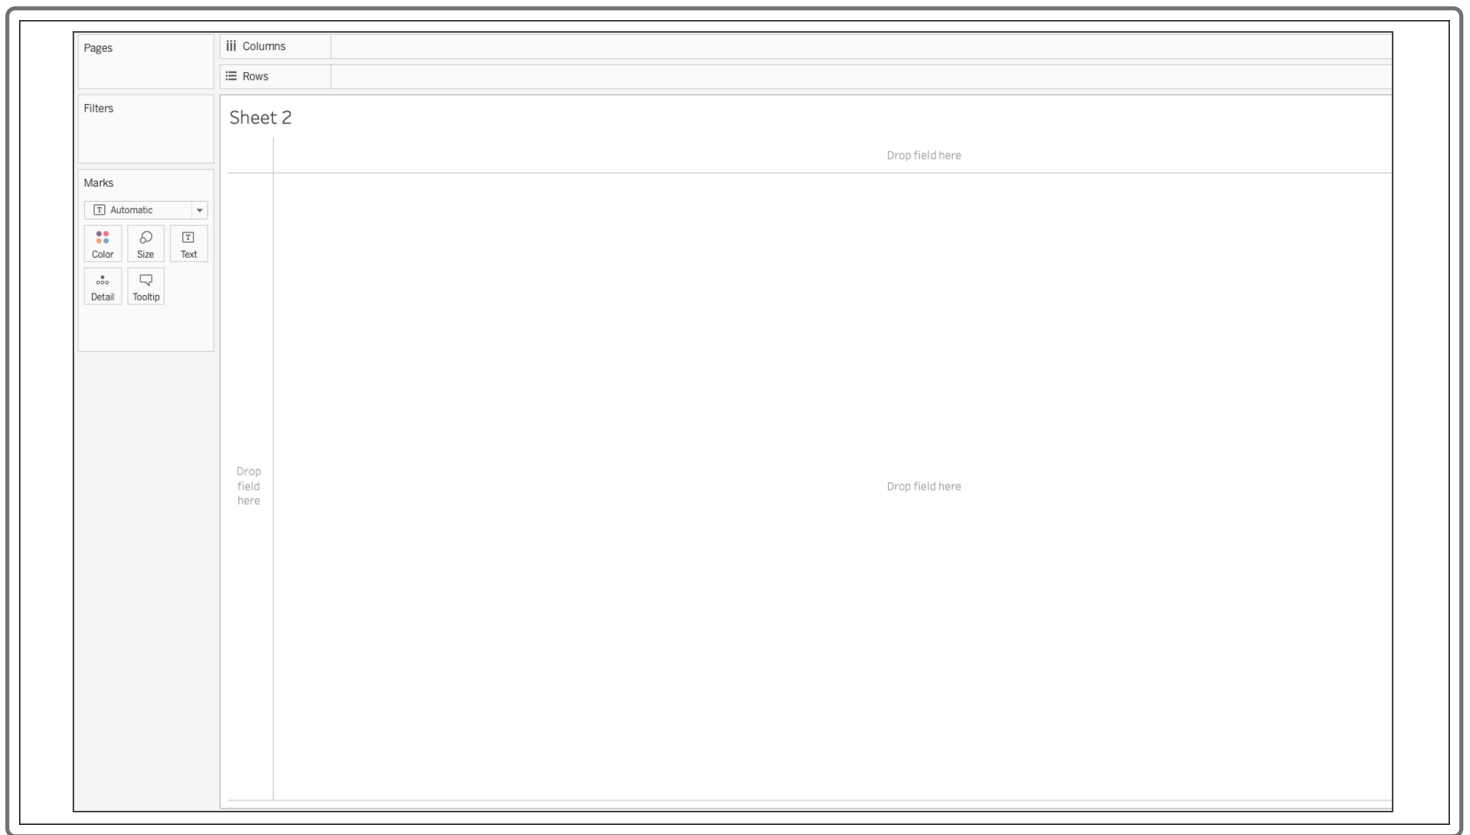 Pages
Columns
Rows
Filters
Sheet 2
Drop field here
Marks
Automatic
Color Size Text
Detail Tooltip
Drop
field
here
Drop field here